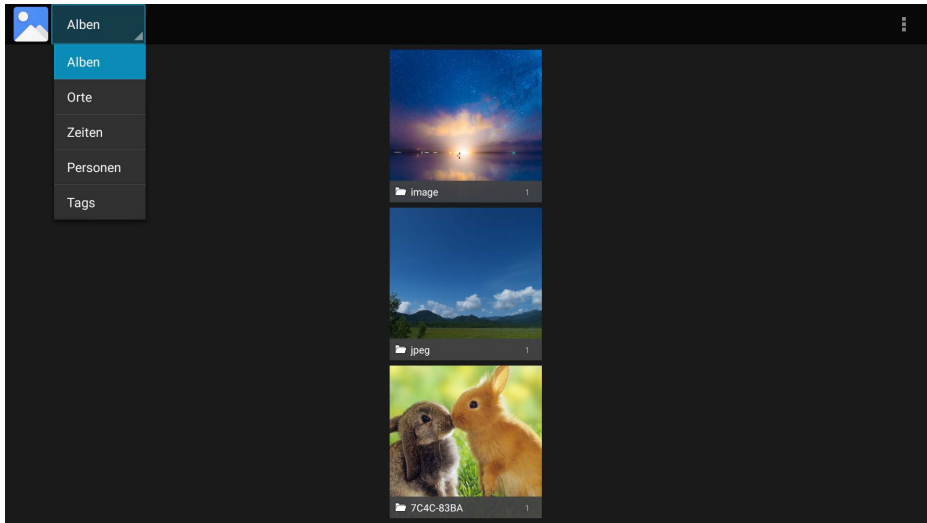 Alben
Alben
Orte
Zeiten
Personen
Tags
image 1
jpeg 1
7C4C-83BA 1